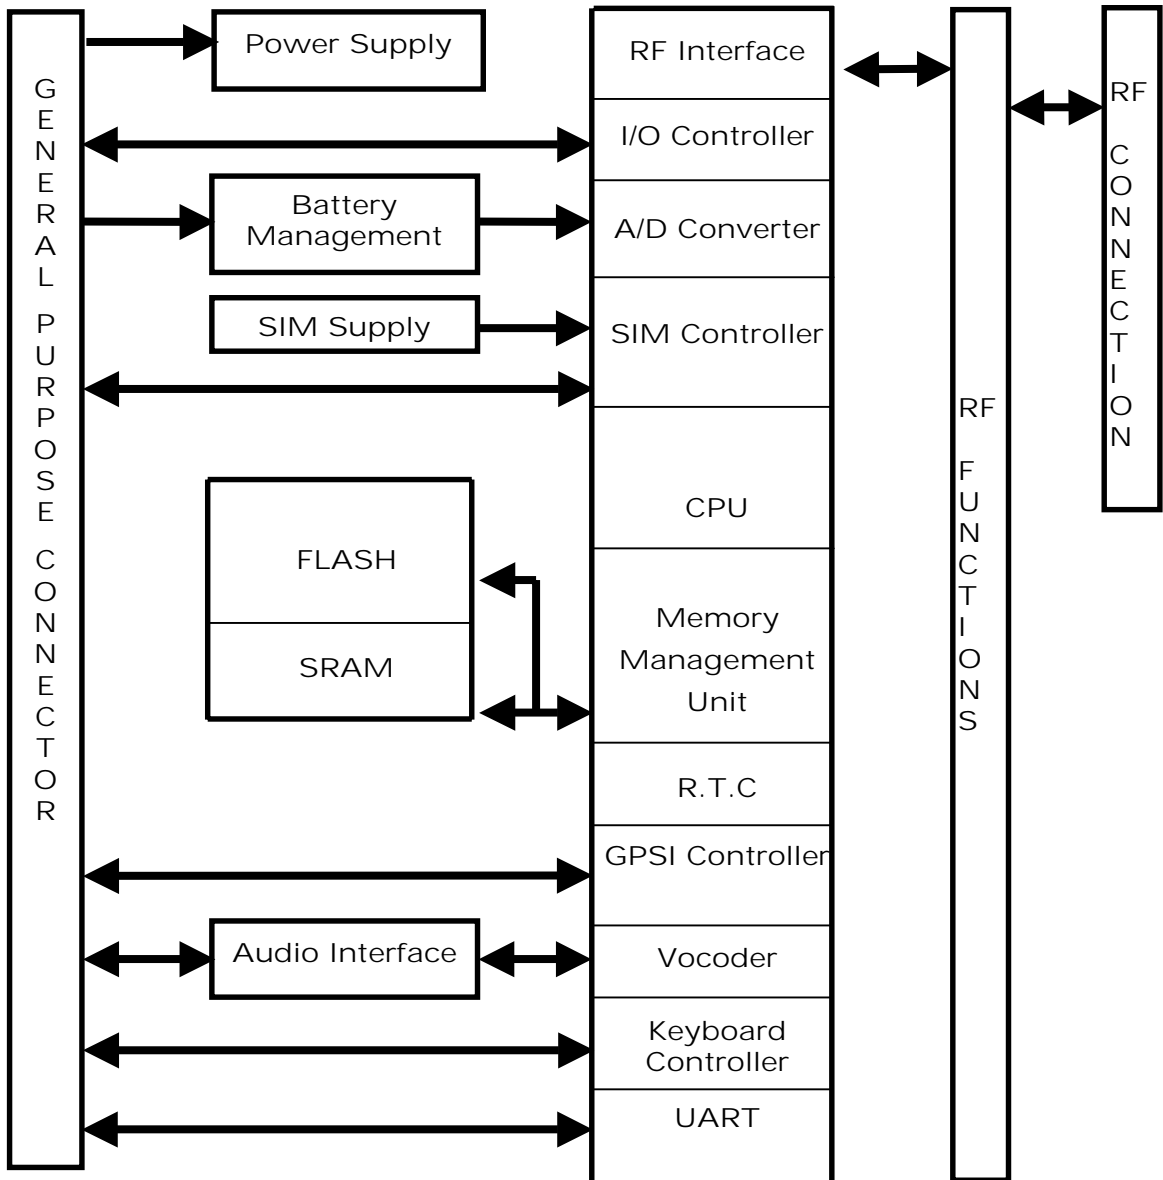 GENERAL PURPOSE CONNECTOR
Power Supply
Battery
Management
SIM Supply
FLASH
SRAM
Audio Interface
RF Interface
I/O Controller
A/D Converter
SIM Controller
CPU
Memory
Management
Unit
R.T.C
GPSI Controller
Vocoder
Keyboard
Controller
UART
RF FUNCTIONS
RF CONNECTION